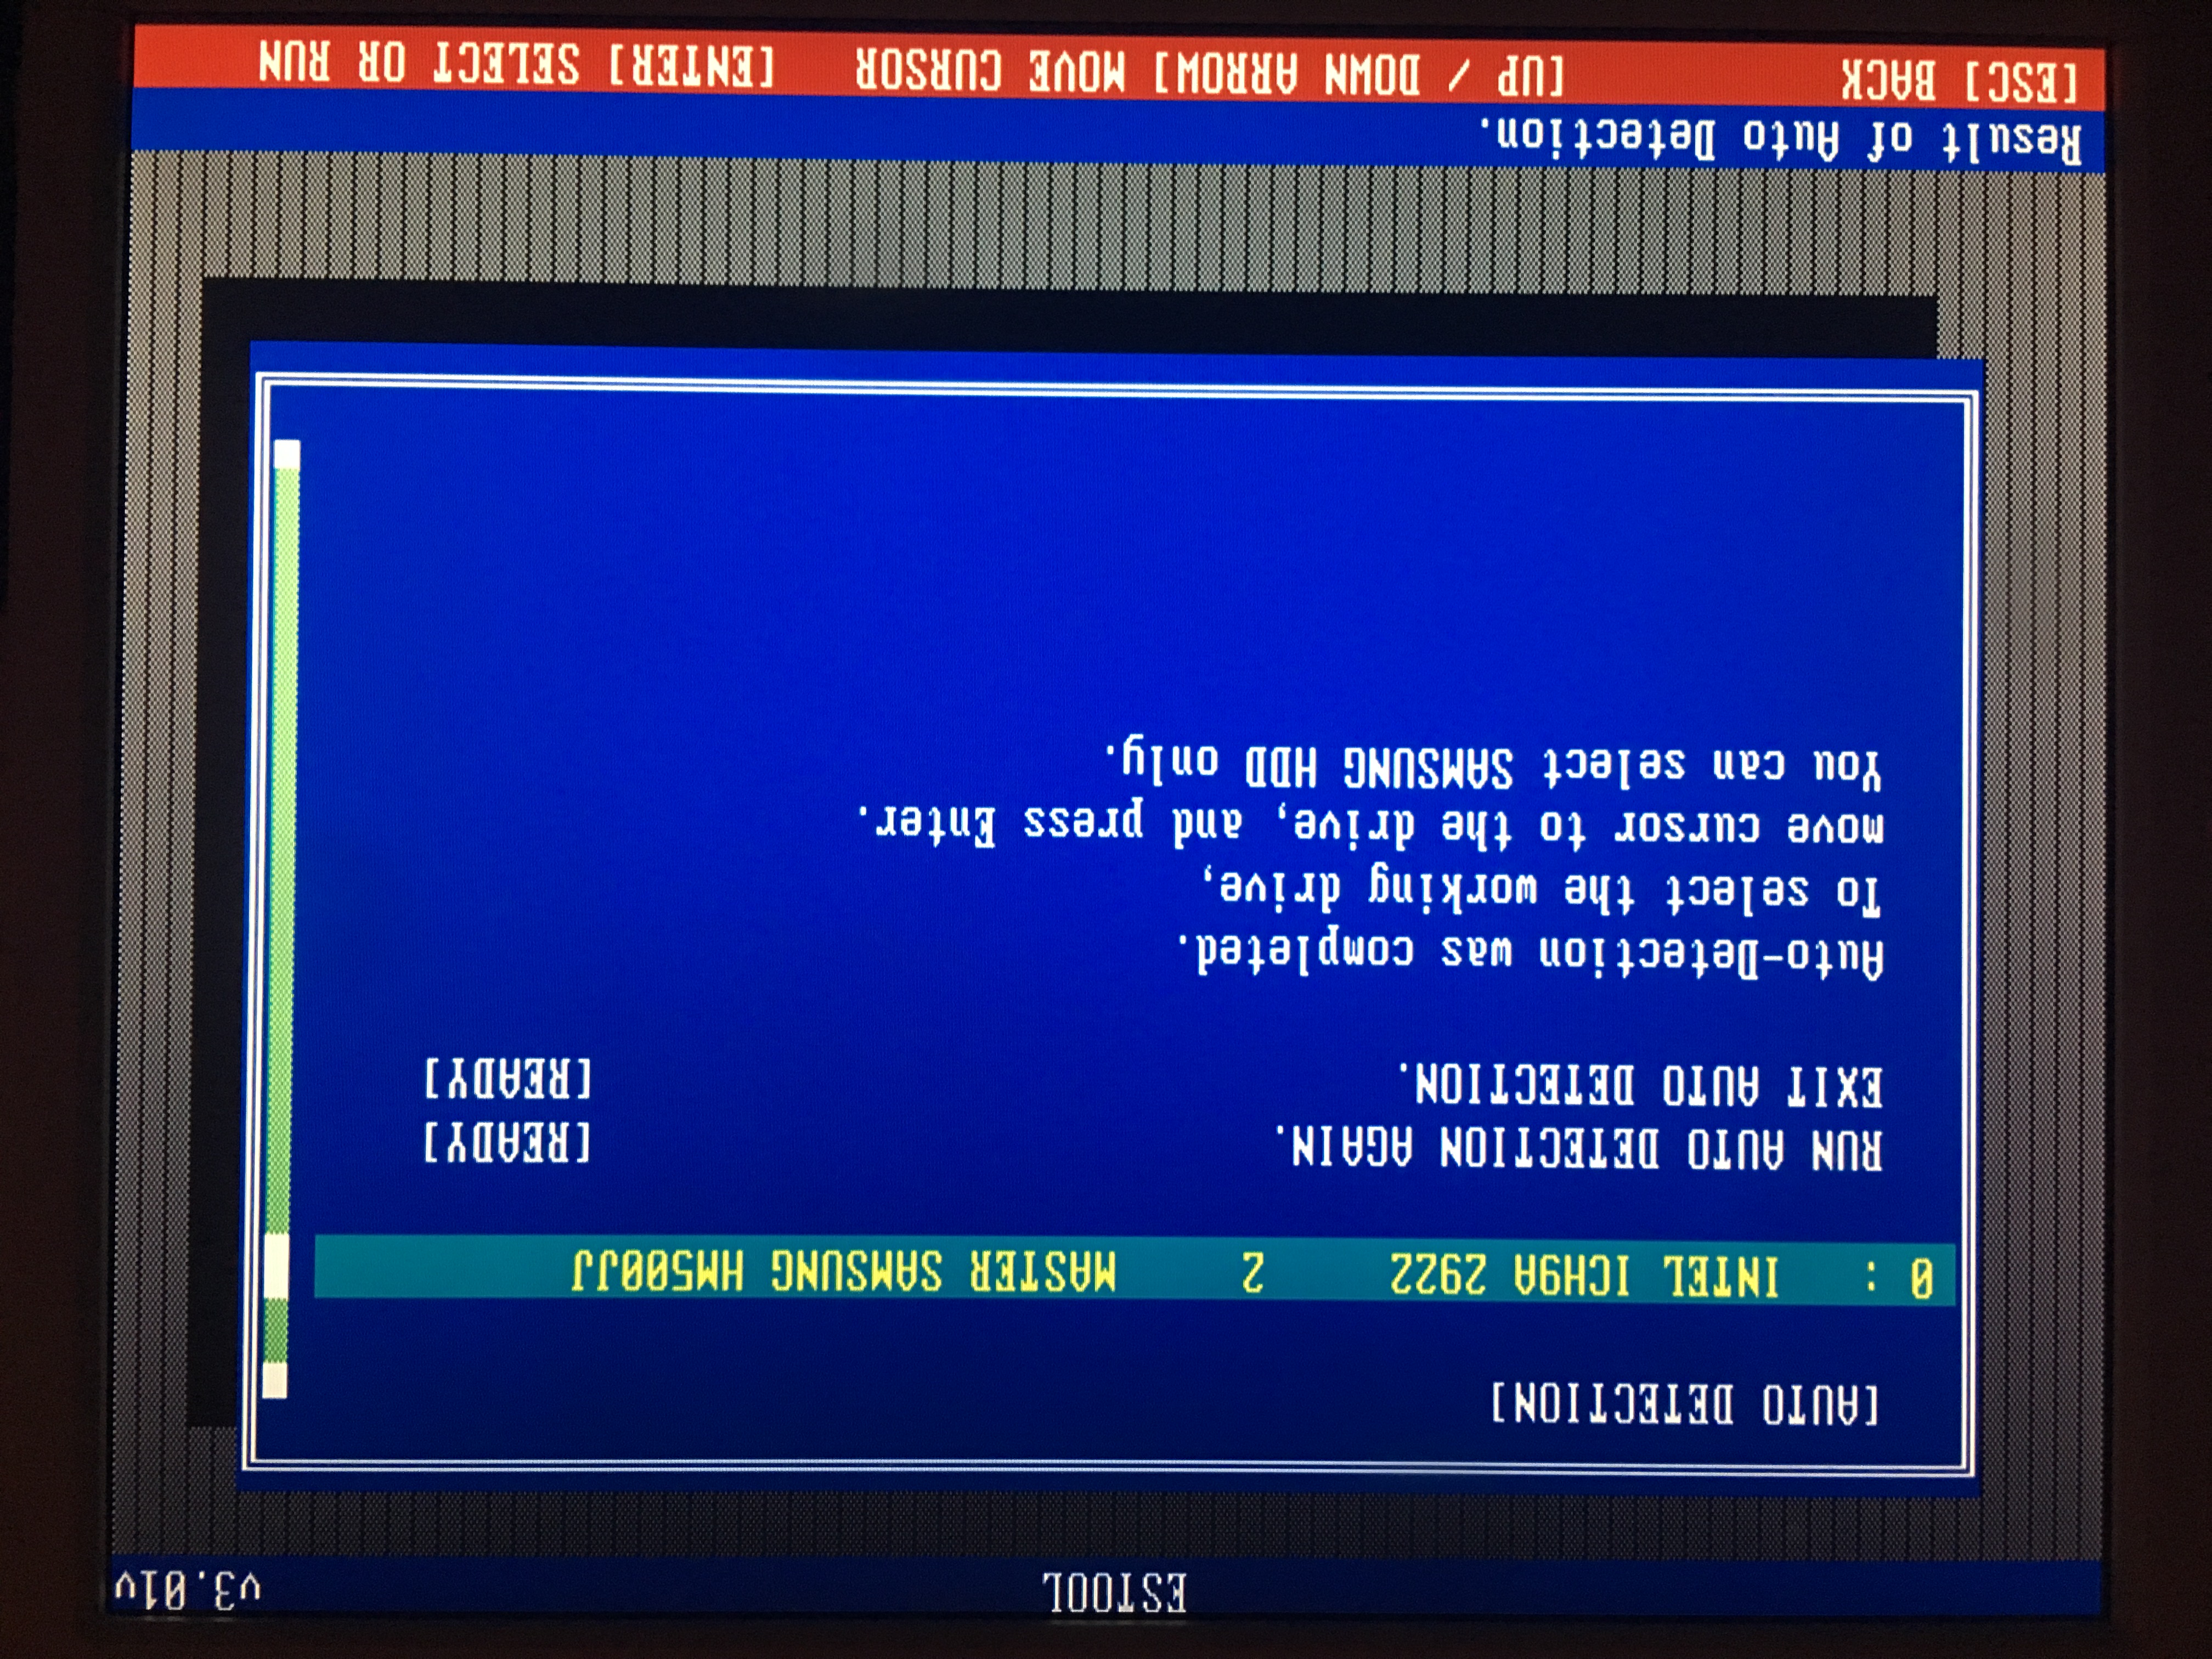 ESTOOL v3.01v
[AUTO DETECTION]
0 : INTEL ICH9A 2922 2 MASTER SAMSUNG HM500JJ
RUN AUTO DETECTION AGAIN. [READY]
EXIT AUTO DETECTION. [READY]
Auto-Detection was completed.
To select the working drive,
move cursor to the drive, and press Enter.
You can select SAMSUNG HDD only.
Result of Auto Detection.
[ESC] BACK [UP / DOWN ARROW] MOVE CURSOR [ENTER] SELECT OR RUN